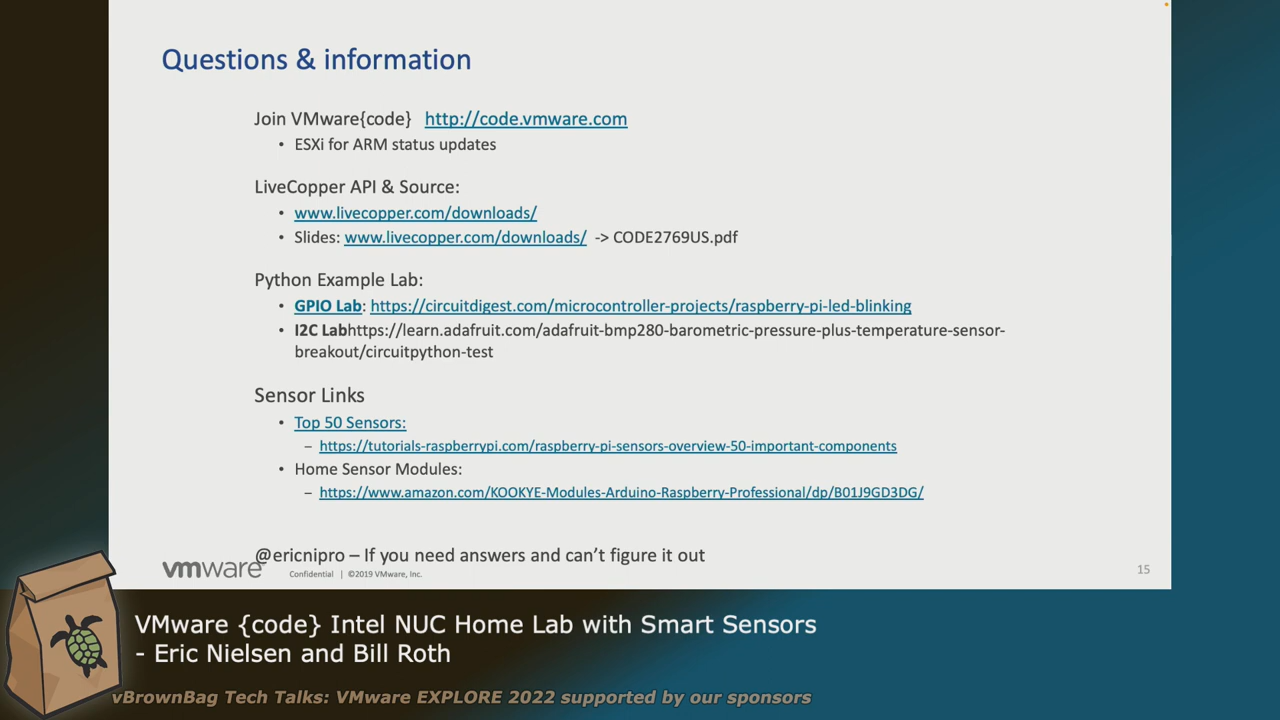 Questions & information
Join VMware{code} http://code.vmware.com
• ESXi for ARM status updates
LiveCopper API & Source:
• www.livecopper.com/downloads/
• Slides: www.livecopper.com/downloads/ -> CODE2769US.pdf
Python Example Lab:
• GPIO Lab: https://circuitdigest.com/microcontroller-projects/raspberry-pi-led-blinking
• I2C Labhttps://learn.adafruit.com/adafruit-bmp280-barometric-pressure-plus-temperature-sensor-
breakout/circuitpython-test
Sensor Links
• Top 50 Sensors:
– https://tutorials-raspberrypi.com/raspberry-pi-sensors-overview-50-important-components
• Home Sensor Modules:
– https://www.amazon.com/KOOKYE-Modules-Arduino-Raspberry-Professional/dp/B01J9GD3DG/
@ericnipro – If you need answers and can’t figure it out
vmware Confidential | ©2019 VMware, Inc. 15
VMware {code} Intel NUC Home Lab with Smart Sensors
- Eric Nielsen and Bill Roth
vBrownBag Tech Talks: VMware EXPLORE 2022 supported by our sponsors